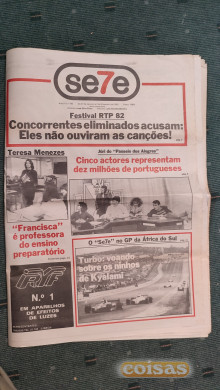 se7e
Festival RTP 82
Concorrentes eliminados acusam:
Eles não ouviram as canções!
Teresa Menezes
Júri do "Passeio dos Alegres"
Cinco actores representam
dez milhões de portugueses
"Francisca"
é professora
do ensino
preparatório
O "Se7e" no GP da África do Sul
Turbo: voando
sobre os ninhos
de Kyalami
N.º 1
EM APARELHOS
DE EFEITOS
DE LUZES
coisas